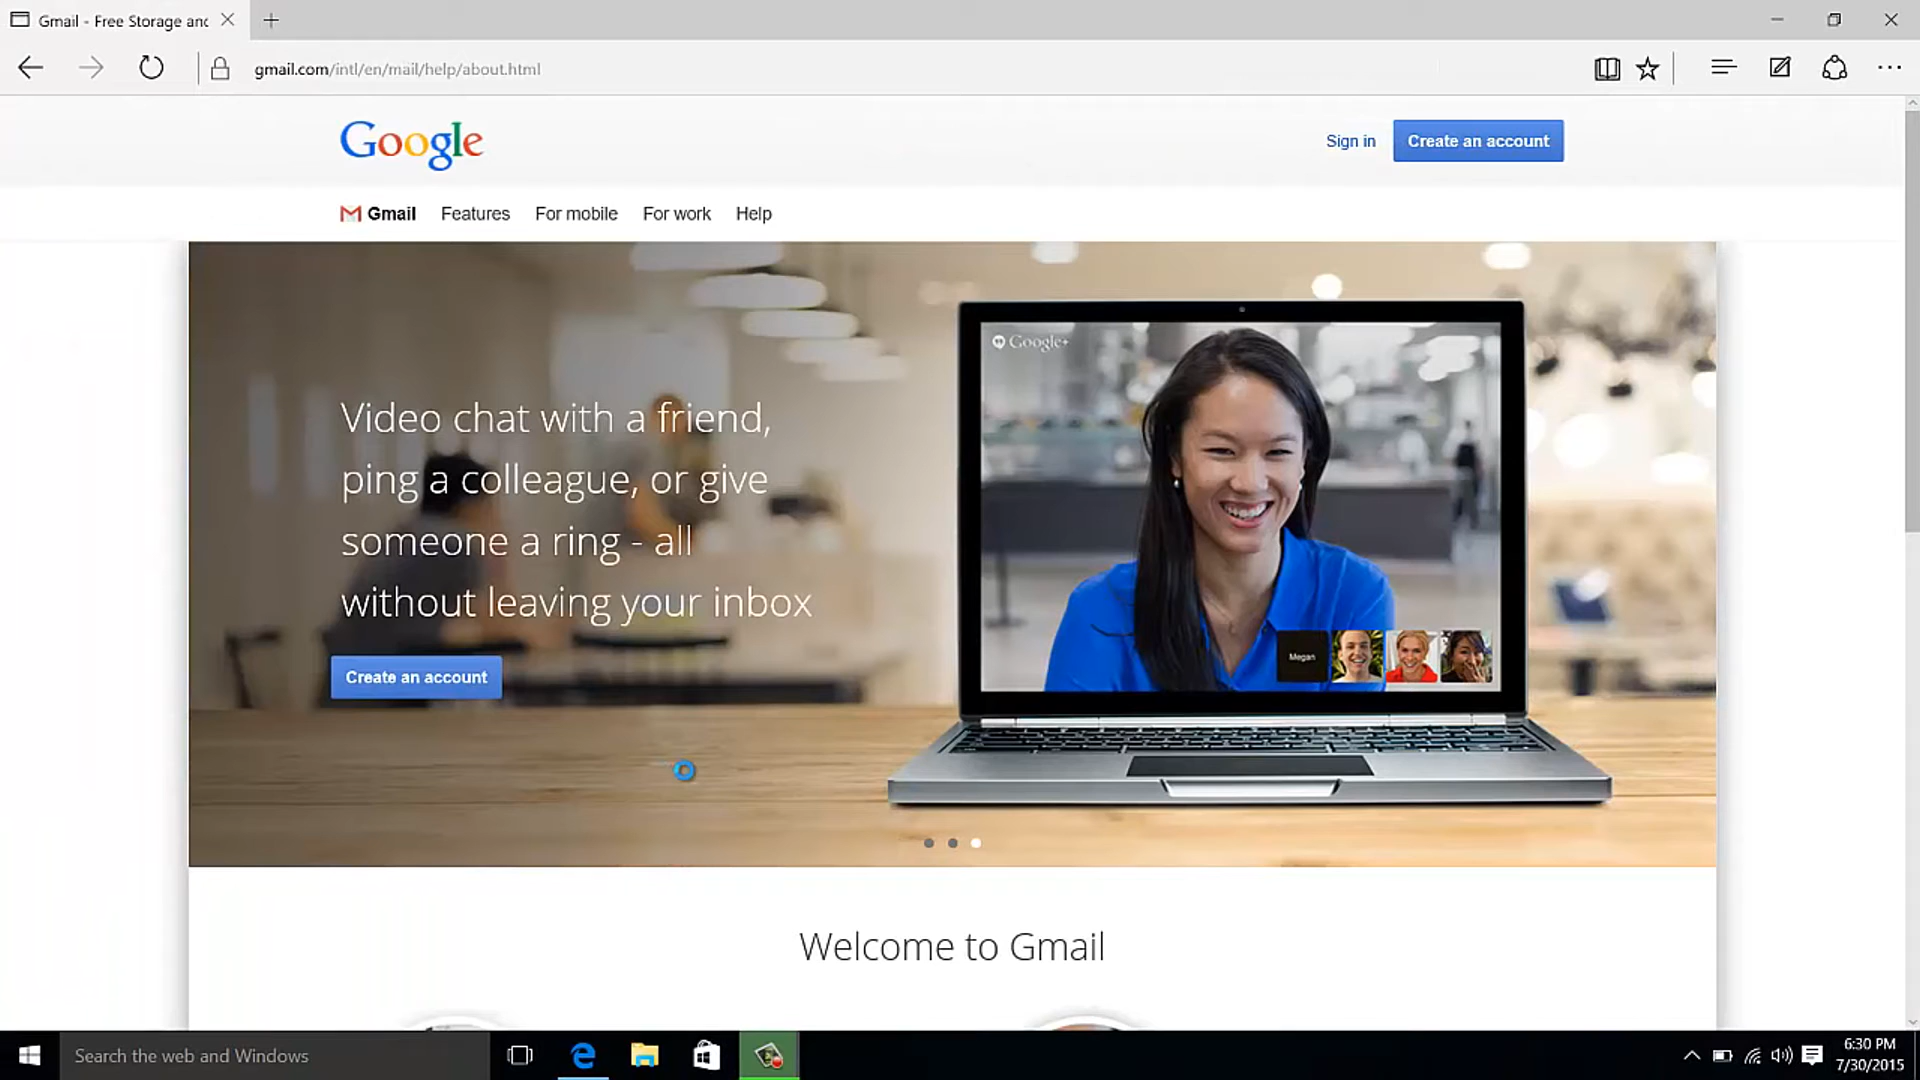 Gmail - Free Storage and
gmail.com/intl/en/mail/help/about.html
Google
Sign in
Create an account
Gmail
Features
For mobile
For work
Help
Google+
Video chat with a friend,
ping a colleague, or give
someone a ring - all
without leaving your inbox
Megan
Create an account
Welcome to Gmail
Search the web and Windows
6:30 PM
7/30/2015